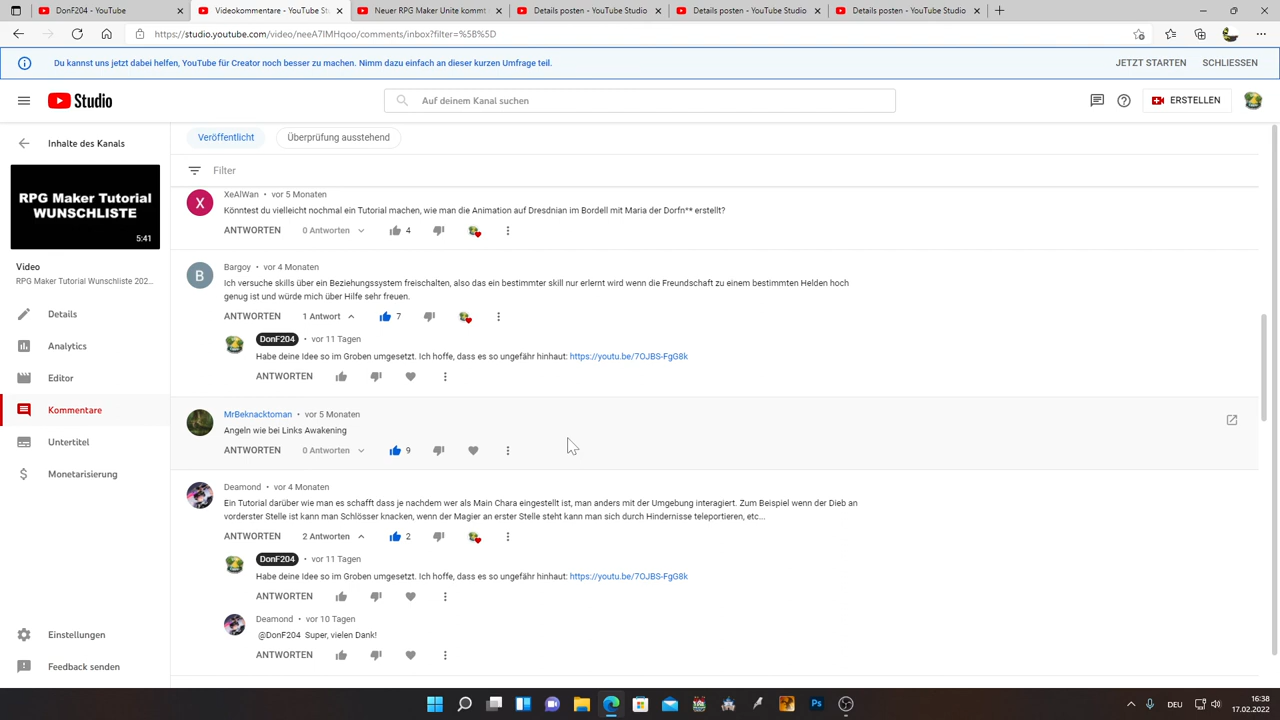 DonF204 - YouTube
Videokommentare - YouTube St
Neuer RPG Maker Unite kommt
Details posten - YouTube Studio
Details posten - YouTube Studio
Details posten - YouTube Studio
https://studio.youtube.com/video/neeA7IMHqoo/comments/inbox?filter=%5B%5D
Du kannst uns jetzt dabei helfen, YouTube für Creator noch besser zu machen. Nimm dazu einfach an dieser kurzen Umfrage teil.
JETZT STARTEN
SCHLIESSEN
Studio
Auf deinem Kanal suchen
ERSTELLEN
Inhalte des Kanals
RPG Maker Tutorial
WUNSCHLISTE
5:41
Video
RPG Maker Tutorial Wunschliste 202...
Details
Analytics
Editor
Kommentare
Untertitel
Monetarisierung
Einstellungen
Feedback senden
Veröffentlicht
Überprüfung ausstehend
Filter
XeAlWan • vor 5 Monaten
Könntest du vielleicht nochmal ein Tutorial machen, wie man die Animation auf Dresdnian im Bordell mit Maria der Dorfn** erstellt?
ANTWORTEN 0 Antworten 4
Bargoy • vor 4 Monaten
Ich versuche skills über ein Beziehungssystem freischalten, also das ein bestimmter skill nur erlernt wird wenn die Freundschaft zu einem bestimmten Helden hoch
genug ist und würde mich über Hilfe sehr freuen.
ANTWORTEN 1 Antwort 7
DonF204 • vor 11 Tagen
Habe deine Idee so im Groben umgesetzt. Ich hoffe, dass es so ungefähr hinhaut: https://youtu.be/7OJBS-FgG8k
ANTWORTEN
MrBeknacktoman • vor 5 Monaten
Angeln wie bei Links Awakening
ANTWORTEN 0 Antworten 9
Deamond • vor 4 Monaten
Ein Tutorial darüber wie man es schafft dass je nachdem wer als Main Chara eingestellt ist, man anders mit der Umgebung interagiert. Zum Beispiel wenn der Dieb an
vorderster Stelle ist kann man Schlösser knacken, wenn der Magier an erster Stelle steht kann man sich durch Hindernisse teleportieren, etc...
ANTWORTEN 2 Antworten 2
DonF204 • vor 11 Tagen
Habe deine Idee so im Groben umgesetzt. Ich hoffe, dass es so ungefähr hinhaut: https://youtu.be/7OJBS-FgG8k
ANTWORTEN
Deamond • vor 10 Tagen
@DonF204 Super, vielen Dank!
ANTWORTEN
DEU
16:38
17.02.2022